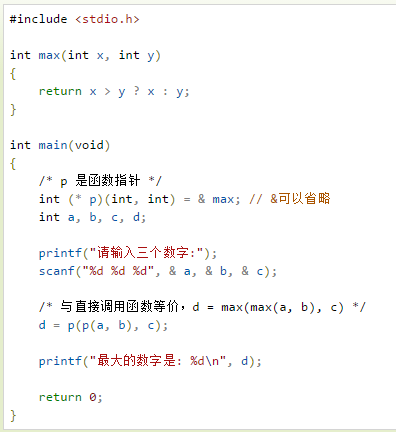 #include <stdio.h>

int max(int x, int y)
{
    return x > y ? x : y;
}

int main(void)
{
    /* p 是函数指针 */
    int (* p)(int, int) = & max; // &可以省略
    int a, b, c, d;

    printf("请输入三个数字:");
    scanf("%d %d %d", & a, & b, & c);

    /* 与直接调用函数等价，d = max(max(a, b), c) */
    d = p(p(a, b), c);

    printf("最大的数字是: %d\n", d);

    return 0;
}